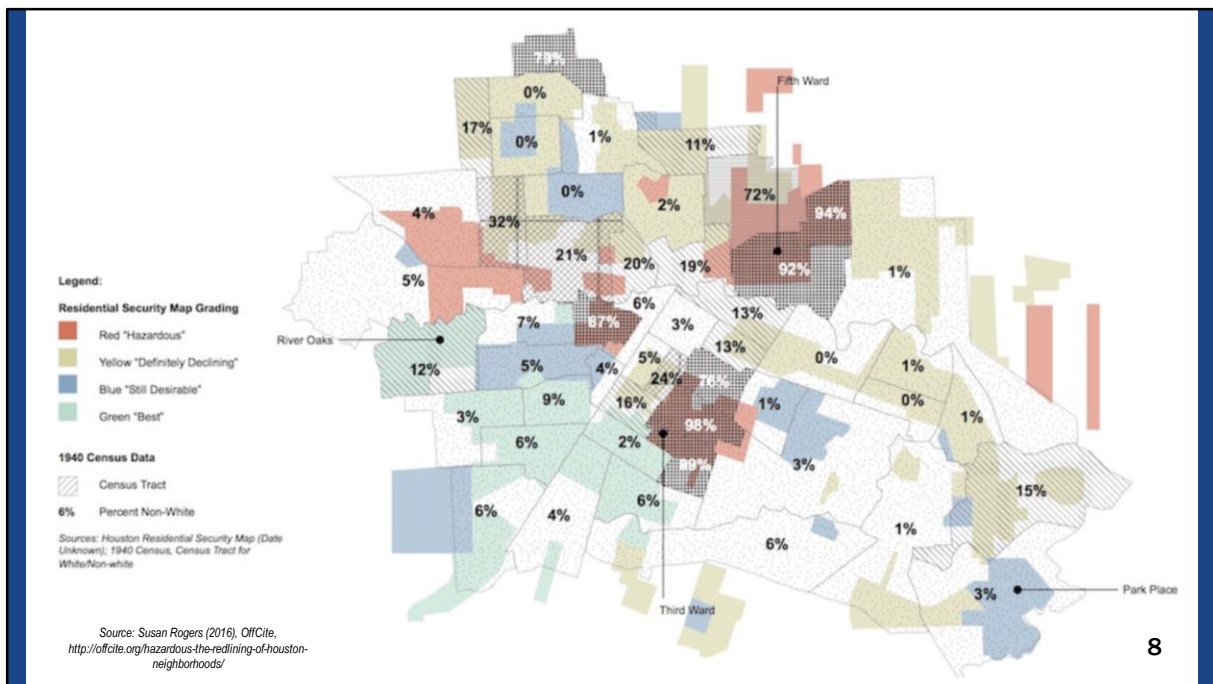 79%
Fifth Ward
0%
17%
0%
1%
11%
0%
2%
72%
94%
4%
32%
21%
20%
19%
92%
1%
5%
Legend:
Residential Security Map Grading
Red "Hazardous"
Yellow "Definitely Declining"
Blue "Still Desirable"
Green "Best"
1940 Census Data
Census Tract
6% Percent Non-White
Sources: Houston Residential Security Map (Date
Unknown); 1940 Census, Census Tract for
White/Non-white
River Oaks
7%
87%
6%
3%
13%
13%
12%
5%
4%
5%
24%
76%
0%
1%
0%
1%
3%
9%
16%
98%
1%
6%
2%
89%
3%
15%
6%
4%
6%
6%
1%
3%
Park Place
Third Ward
Source: Susan Rogers (2016), OffCite,
http://offcite.org/hazardous-the-redlining-of-houston-
neighborhoods/
8